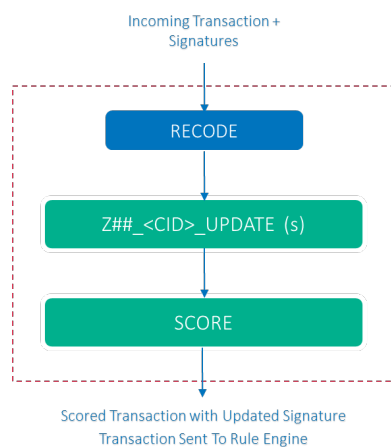 Incoming Transaction +
Signatures
RECODE
Z##_<CID>_UPDATE (s)
SCORE
Scored Transaction with Updated Signature
Transaction Sent To Rule Engine